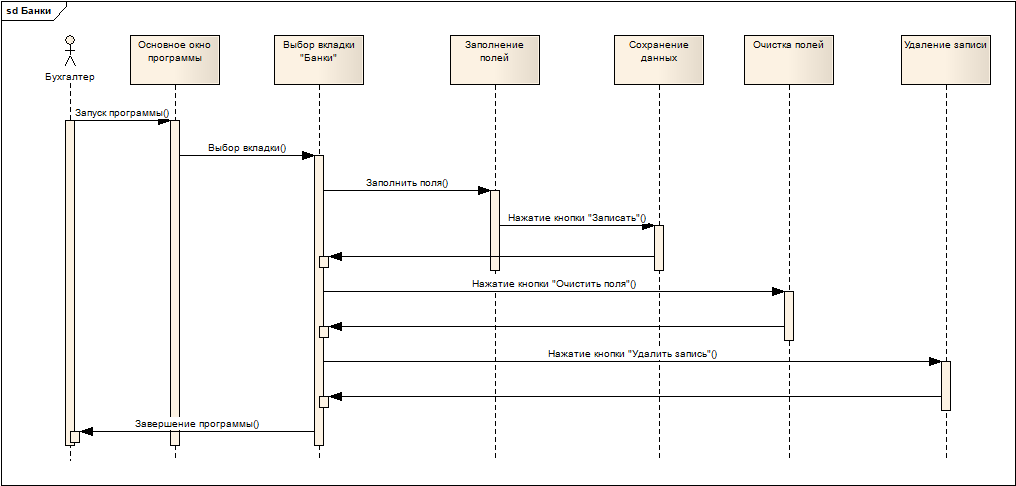 sd Банки
Бухгалтер
Основное окно
программы
Выбор вкладки
"Банки"
Заполнение
полей
Сохранение
данных
Очистка полей
Удаление записи
Запуск программы()
Выбор вкладки()
Заполнить поля()
Нажатие кнопки "Записать"()
Нажатие кнопки "Очистить поля"()
Нажатие кнопки "Удалить запись"()
Завершение программы()